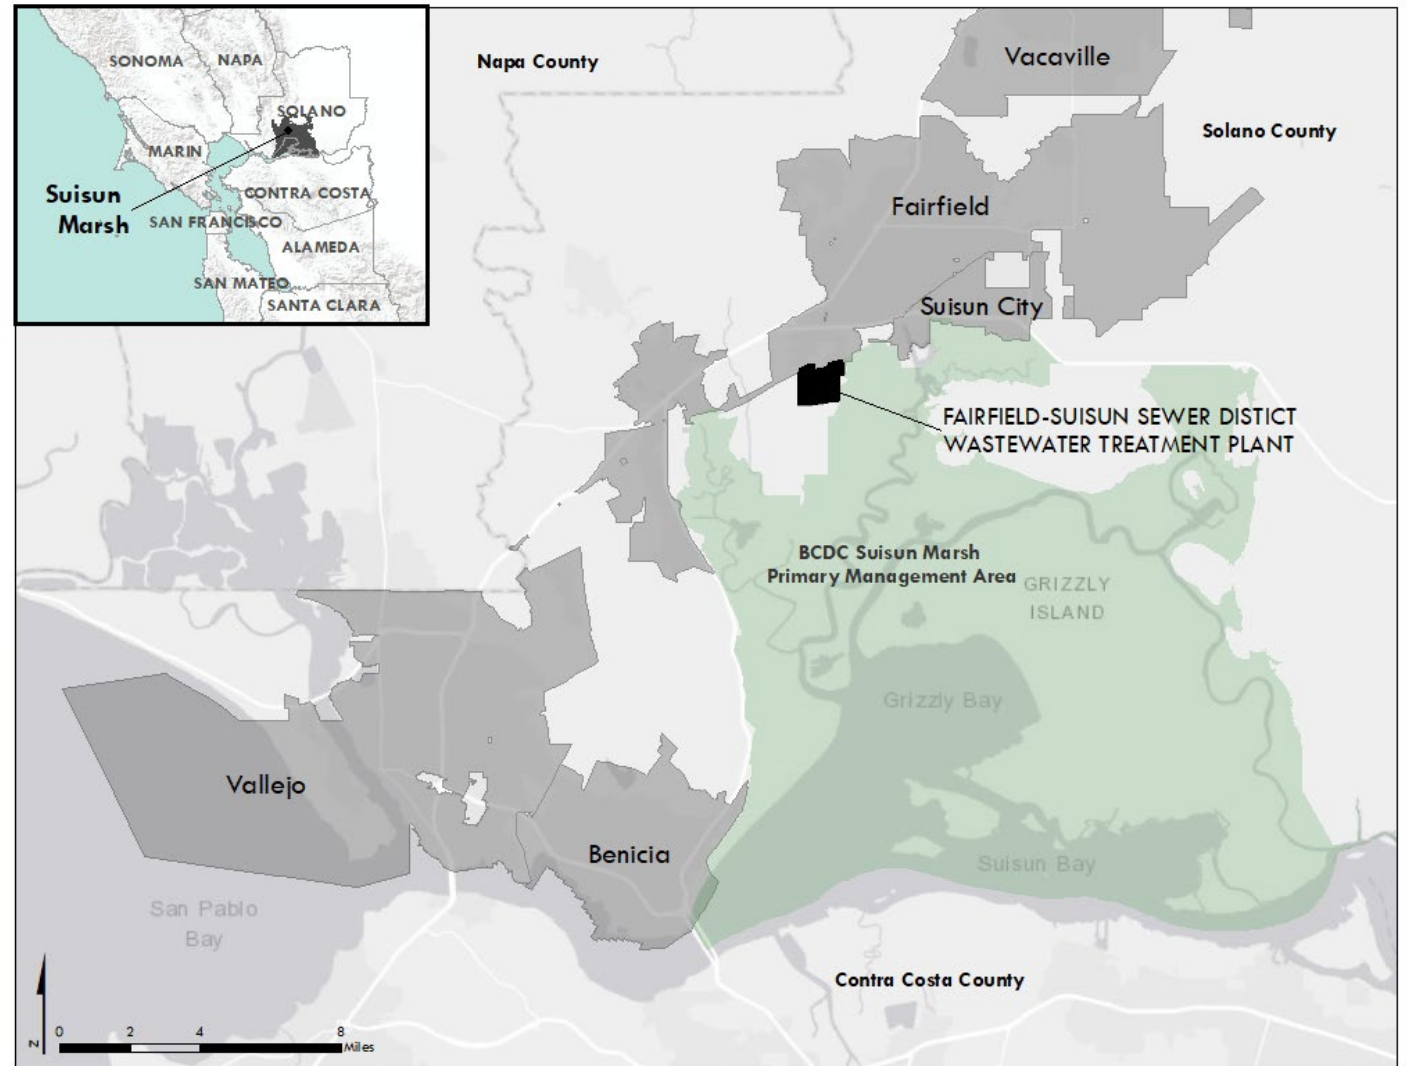 SONOMA
NAPA
SOLANO
MARIN
CONTRA COSTA
Suisun
Marsh
SAN FRANCISCO
ALAMEDA
SAN MATEO
SANTA CLARA
Napa County
Vacaville
Solano County
Fairfield
Suisun City
FAIRFIELD-SUISUN SEWER DISTICT
WASTEWATER TREATMENT PLANT
BCDC Suisun Marsh
Primary Management Area
GRIZZLY
ISLAND
Grizzly Bay
Vallejo
Benicia
Suisun Bay
San Pablo
Bay
Contra Costa County
N
0 2 4 8
Miles